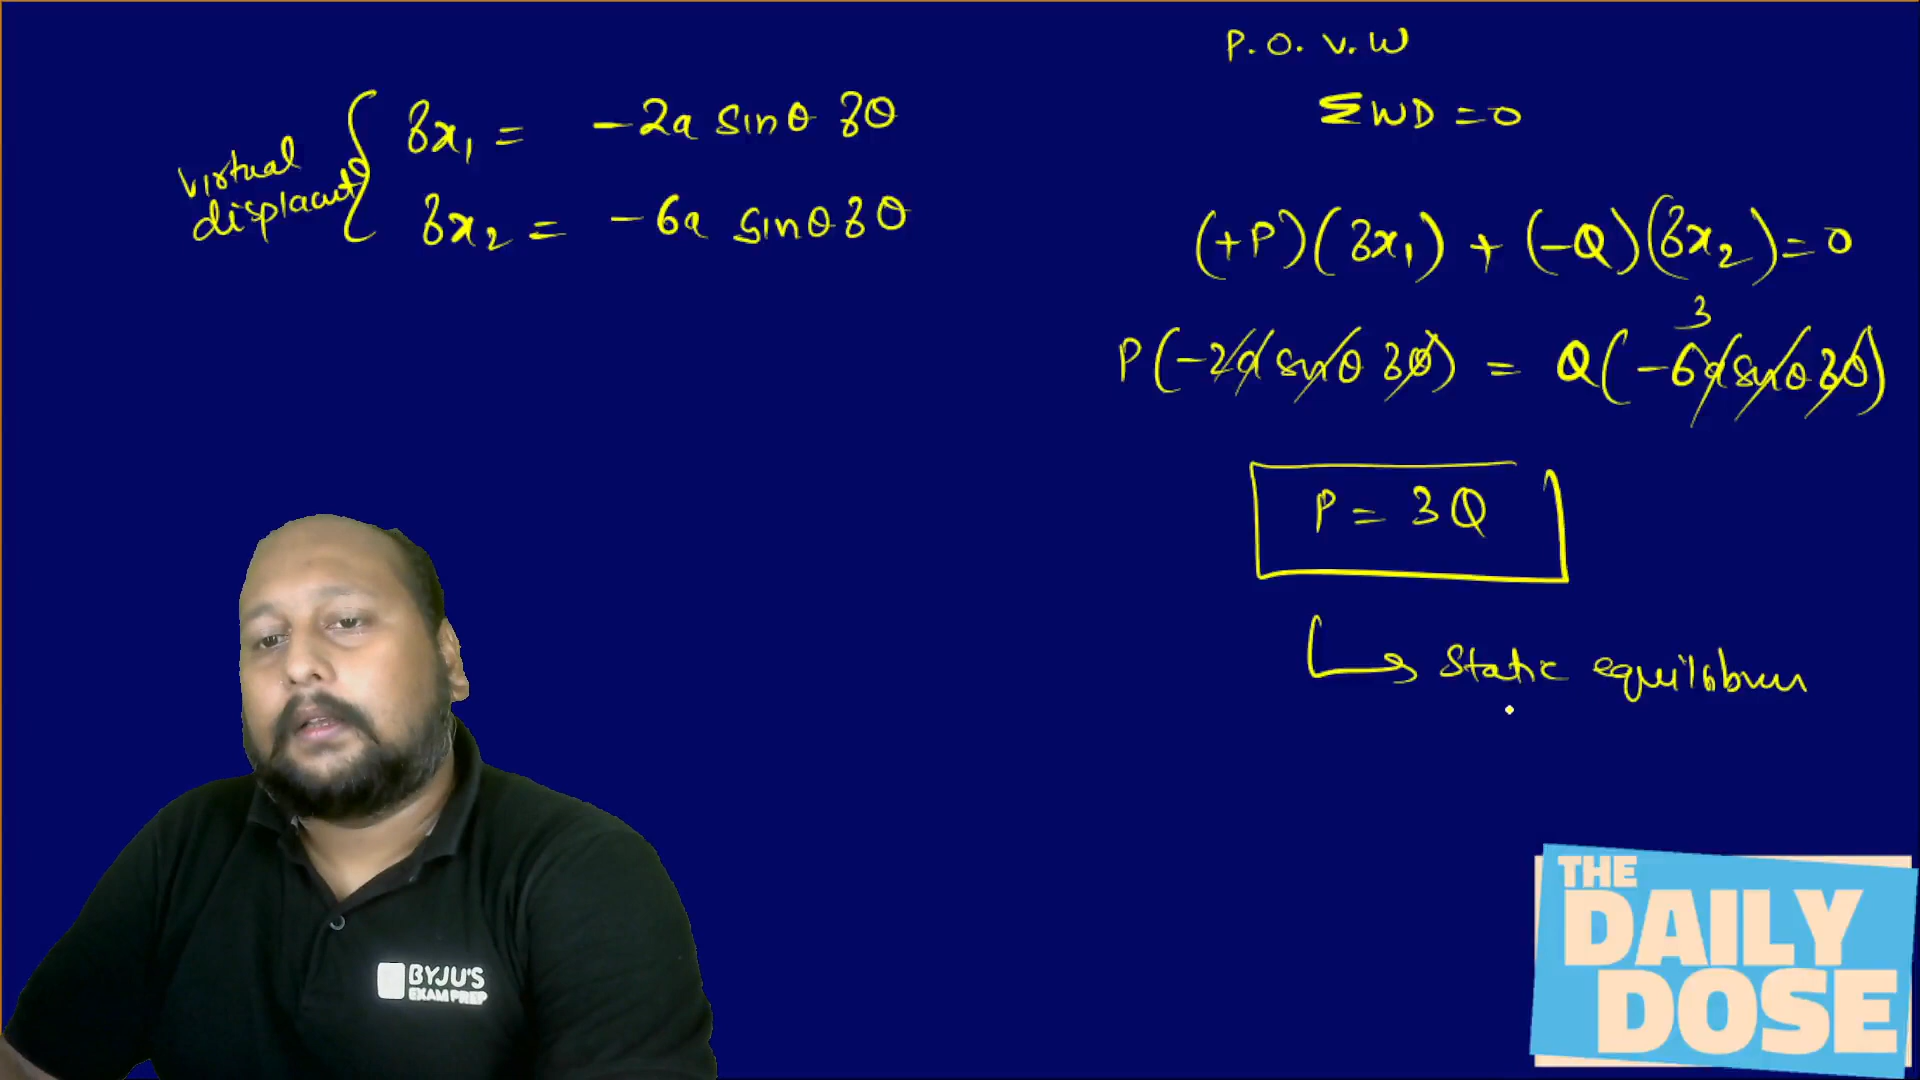 virtual
displacmt
δx₁ = -2a sinθ δθ
δx₂ = -6a sinθ δθ
P. O. V. W
ΣWD = 0
(+P)(δx₁) + (-Q)(δx₂) = 0
3
P(-2a sinθ δθ) = Q(-6a sinθ δθ)
P = 3Q
Static equilibrium
BYJU'S
EXAM PREP
THE
DAILY
DOSE